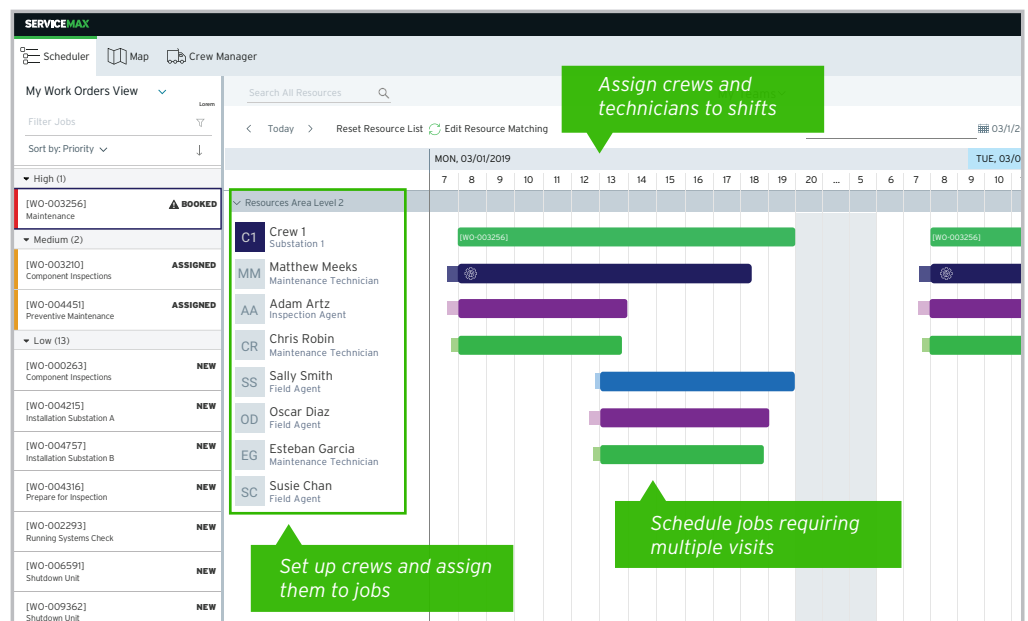 SERVICEMAX
Scheduler Map Crew Manager
My Work Orders View
Lorem
Filter Jobs
Sort by: Priority
High (1)
[WO-003256] BOOKED
Maintenance
Medium (2)
[WO-003210] ASSIGNED
Component Inspections
[WO-004451] ASSIGNED
Preventive Maintenance
Low (13)
[WO-000263] NEW
Component Inspections
[WO-004215] NEW
Installation Substation A
[WO-004757] NEW
Installation Substation B
[WO-004316] NEW
Prepare for Inspection
[WO-002293] NEW
Running Systems Check
[WO-006591] NEW
Shutdown Unit
[WO-009362] NEW
Shutdown Unit
Search All Resources
Assign crews and
technicians to shifts
Today Reset Resource List Edit Resource Matching 03/1/2
MON, 03/01/2019 TUE, 03/0
7 8 9 10 11 12 13 14 15 16 17 18 19 20 ... 5 6 7 8 9 10
Resources Area Level 2
C1 Crew 1
Substation 1
[WO-003256] [WO-003256]
MM Matthew Meeks
Maintenance Technician
AA Adam Artz
Inspection Agent
CR Chris Robin
Maintenance Technician
SS Sally Smith
Field Agent
OD Oscar Diaz
Field Agent
EG Esteban Garcia
Maintenance Technician
SC Susie Chan
Field Agent
Schedule jobs requiring
multiple visits
Set up crews and assign
them to jobs